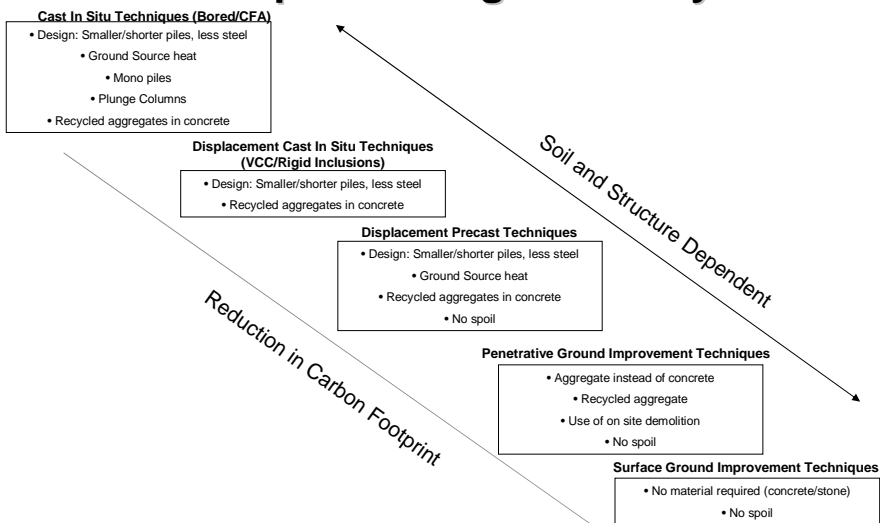 Cast In Situ Techniques (Bored/CFA)
• Design: Smaller/shorter piles, less steel
• Ground Source heat
• Mono piles
• Plunge Columns
• Recycled aggregates in concrete
Displacement Cast In Situ Techniques
(VCC/Rigid Inclusions)
• Design: Smaller/shorter piles, less steel
• Recycled aggregates in concrete
Soil and Structure Dependent
Displacement Precast Techniques
• Design: Smaller/shorter piles, less steel
• Ground Source heat
• Recycled aggregates in concrete
• No spoil
Reduction in Carbon Footprint
Penetrative Ground Improvement Techniques
• Aggregate instead of concrete
• Recycled aggregate
• Use of on site demolition
• No spoil
Surface Ground Improvement Techniques
• No material required (concrete/stone)
• No spoil